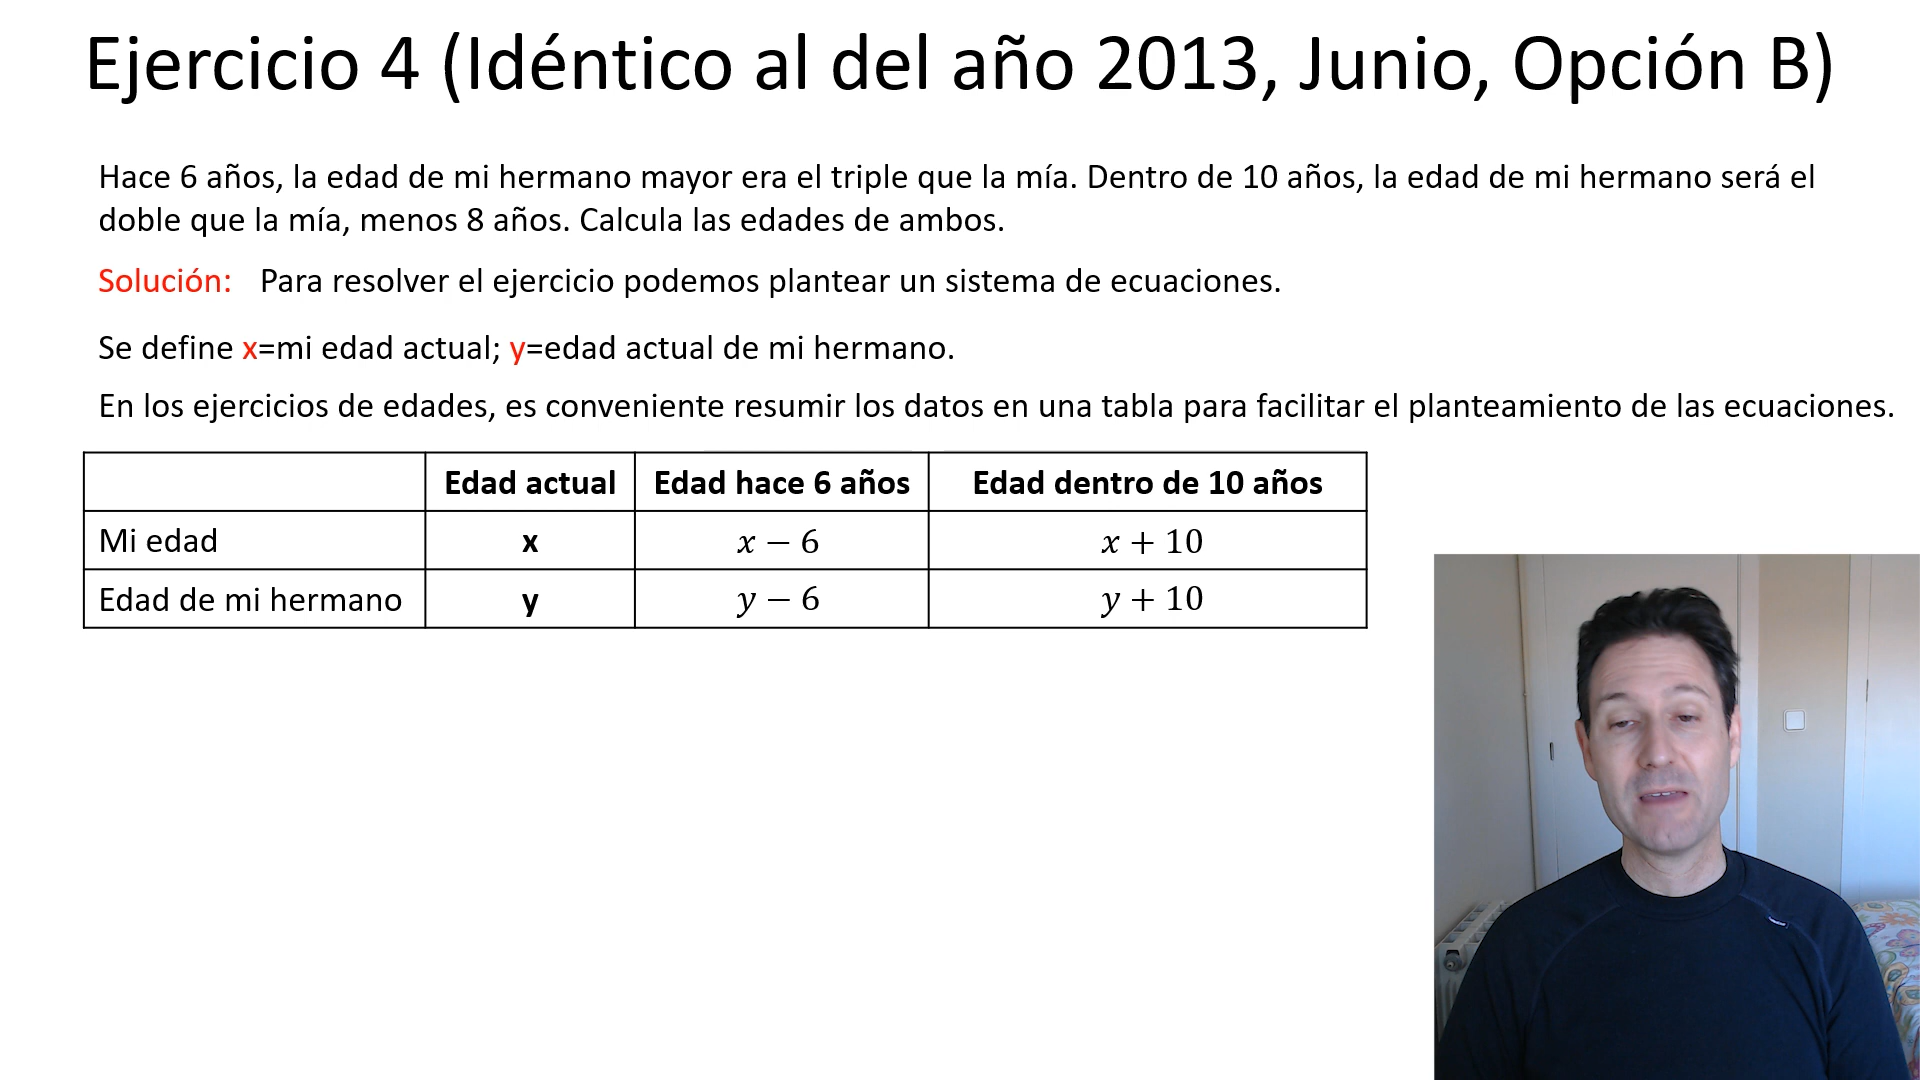 Ejercicio 4 (Idéntico al del año 2013, Junio, Opción B)
Hace 6 años, la edad de mi hermano mayor era el triple que la mía. Dentro de 10 años, la edad de mi hermano será el
doble que la mía, menos 8 años. Calcula las edades de ambos.
Solución: Para resolver el ejercicio podemos plantear un sistema de ecuaciones.
Se define x=mi edad actual; y=edad actual de mi hermano.
En los ejercicios de edades, es conveniente resumir los datos en una tabla para facilitar el planteamiento de las ecuaciones.
Edad actual Edad hace 6 años Edad dentro de 10 años
Mi edad x x − 6 x + 10
Edad de mi hermano y y − 6 y + 10